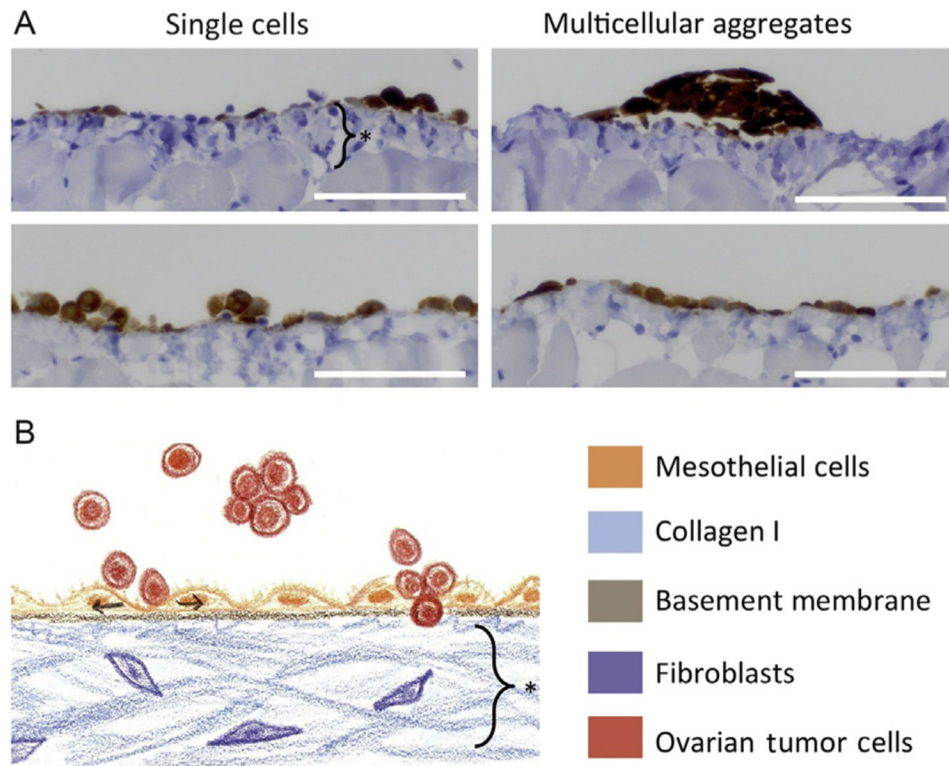 A
Single cells
Multicellular aggregates
*
B
*
Mesothelial cells
Collagen I
Basement membrane
Fibroblasts
Ovarian tumor cells